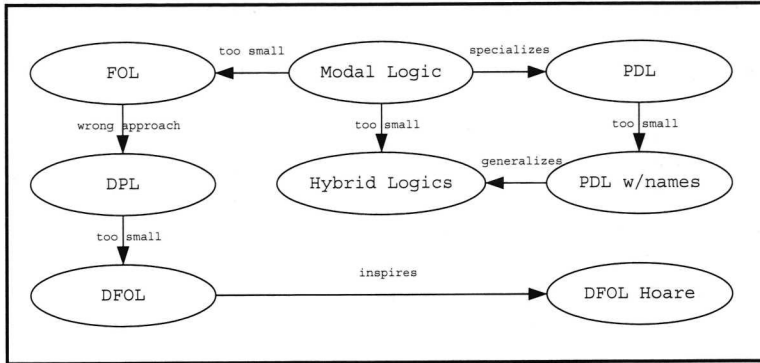 too small
specializes
FOL
Modal Logic
PDL
wrong approach
too small
too small
generalizes
DPL
Hybrid Logics
PDL w/names
too small
inspires
DFOL
DFOL Hoare